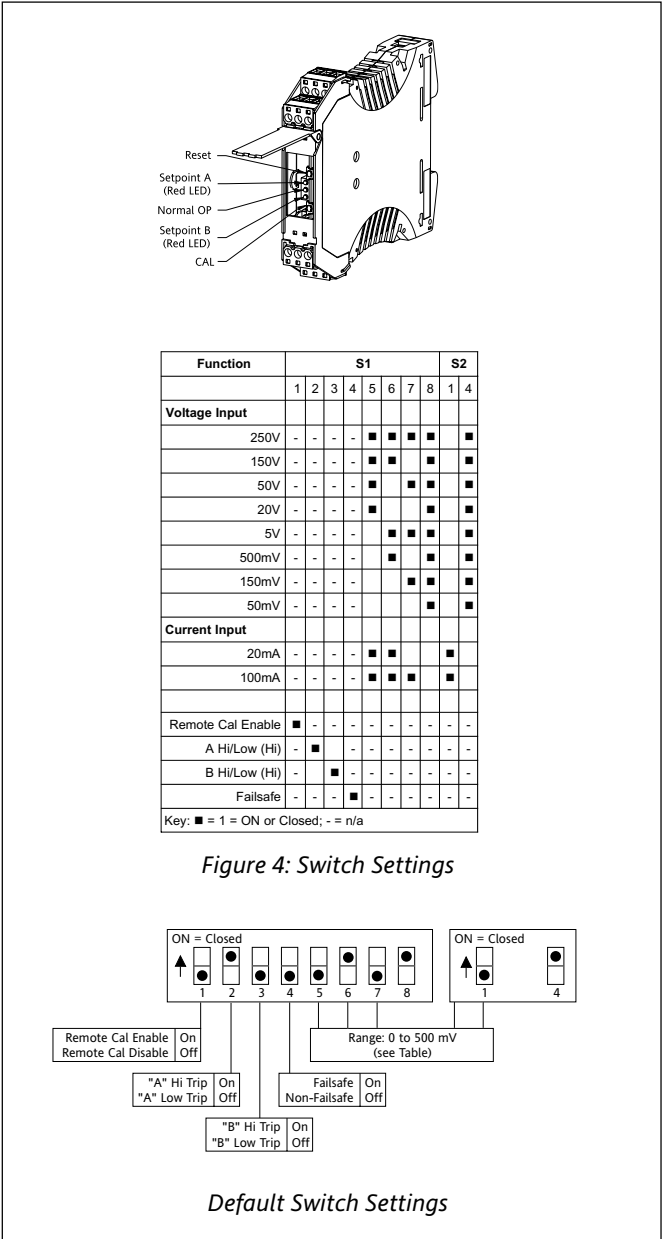 Reset
Setpoint A
(Red LED)
Normal OP
Setpoint B
(Red LED)
CAL
Function S1 S2
1 2 3 4 5 6 7 8 1 4
Voltage Input
250V - - - - ■ ■ ■ ■ ■
150V - - - - ■ ■ ■ ■
50V - - - - ■ ■ ■ ■
20V - - - - ■ ■ ■
5V - - - - ■ ■ ■ ■
500mV - - - - ■ ■ ■
150mV - - - - ■ ■ ■
50mV - - - - ■ ■
Current Input
20mA - - - - ■ ■ ■
100mA - - - - ■ ■ ■ ■
Remote Cal Enable ■ - - - - - - - - -
A Hi/Low (Hi) - ■ - - - - - - -
B Hi/Low (Hi) - ■ - - - - - - -
Failsafe - - - ■ - - - - - -
Key: ■ = 1 = ON or Closed; - = n/a
Figure 4: Switch Settings
ON = Closed
1 2 3 4 5 6 7 8
ON = Closed
1 4
Remote Cal Enable On
Remote Cal Disable Off
Range: 0 to 500 mV
(see Table)
"A" Hi Trip On
"A" Low Trip Off
Failsafe On
Non-Failsafe Off
"B" Hi Trip On
"B" Low Trip Off
Default Switch Settings